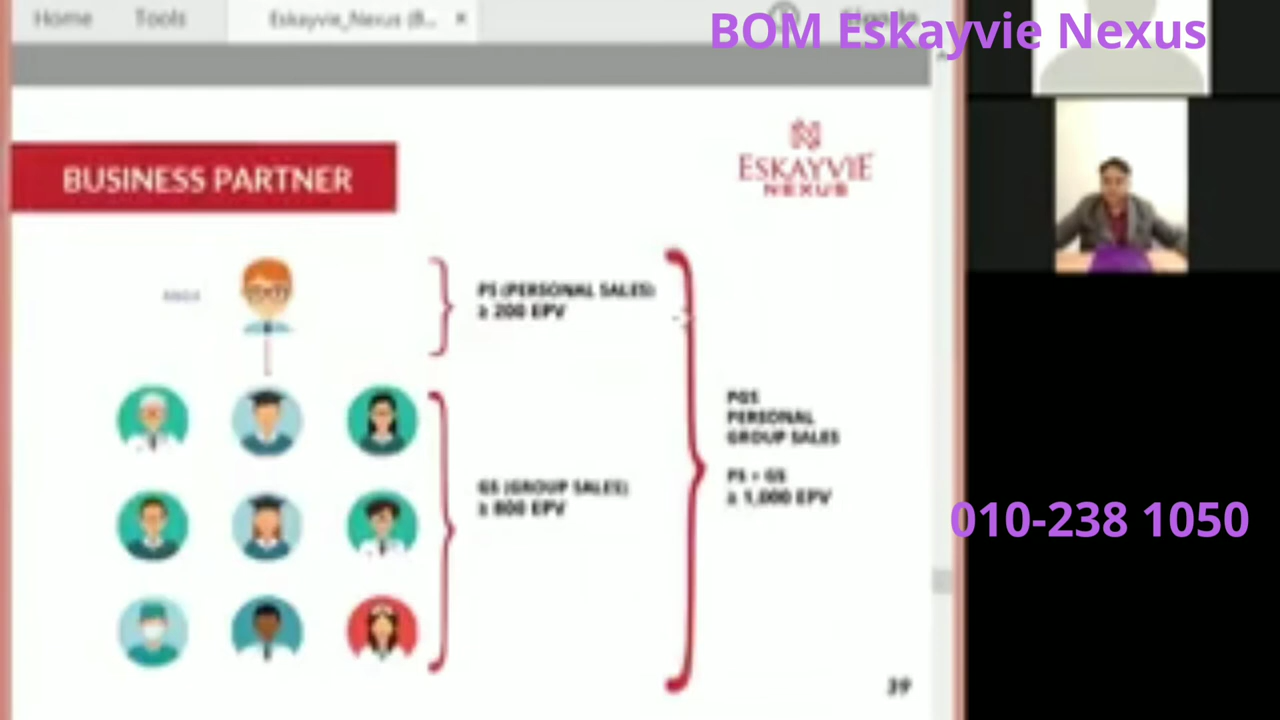 Home Tools Eskayvie_Nexus (B...
BOM Eskayvie Nexus
ESKAYVIE
NEXUS
BUSINESS PARTNER
PS (PERSONAL SALES)
≥ 200 EPV
PGS
PERSONAL
GROUP SALES
PS + GS
≥ 1,000 EPV
GS (GROUP SALES)
≥ 800 EPV
010-238 1050
39